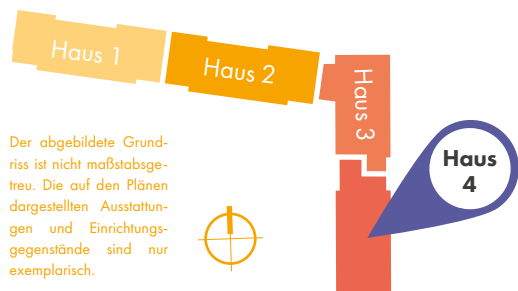 Haus 1
Haus 2
Haus 3
Haus
4
Der abgebildete Grund-
riss ist nicht maßstabsge-
treu. Die auf den Plänen
dargestellten Ausstattun-
gen und Einrichtungs-
gegenstände sind nur
exemplarisch.